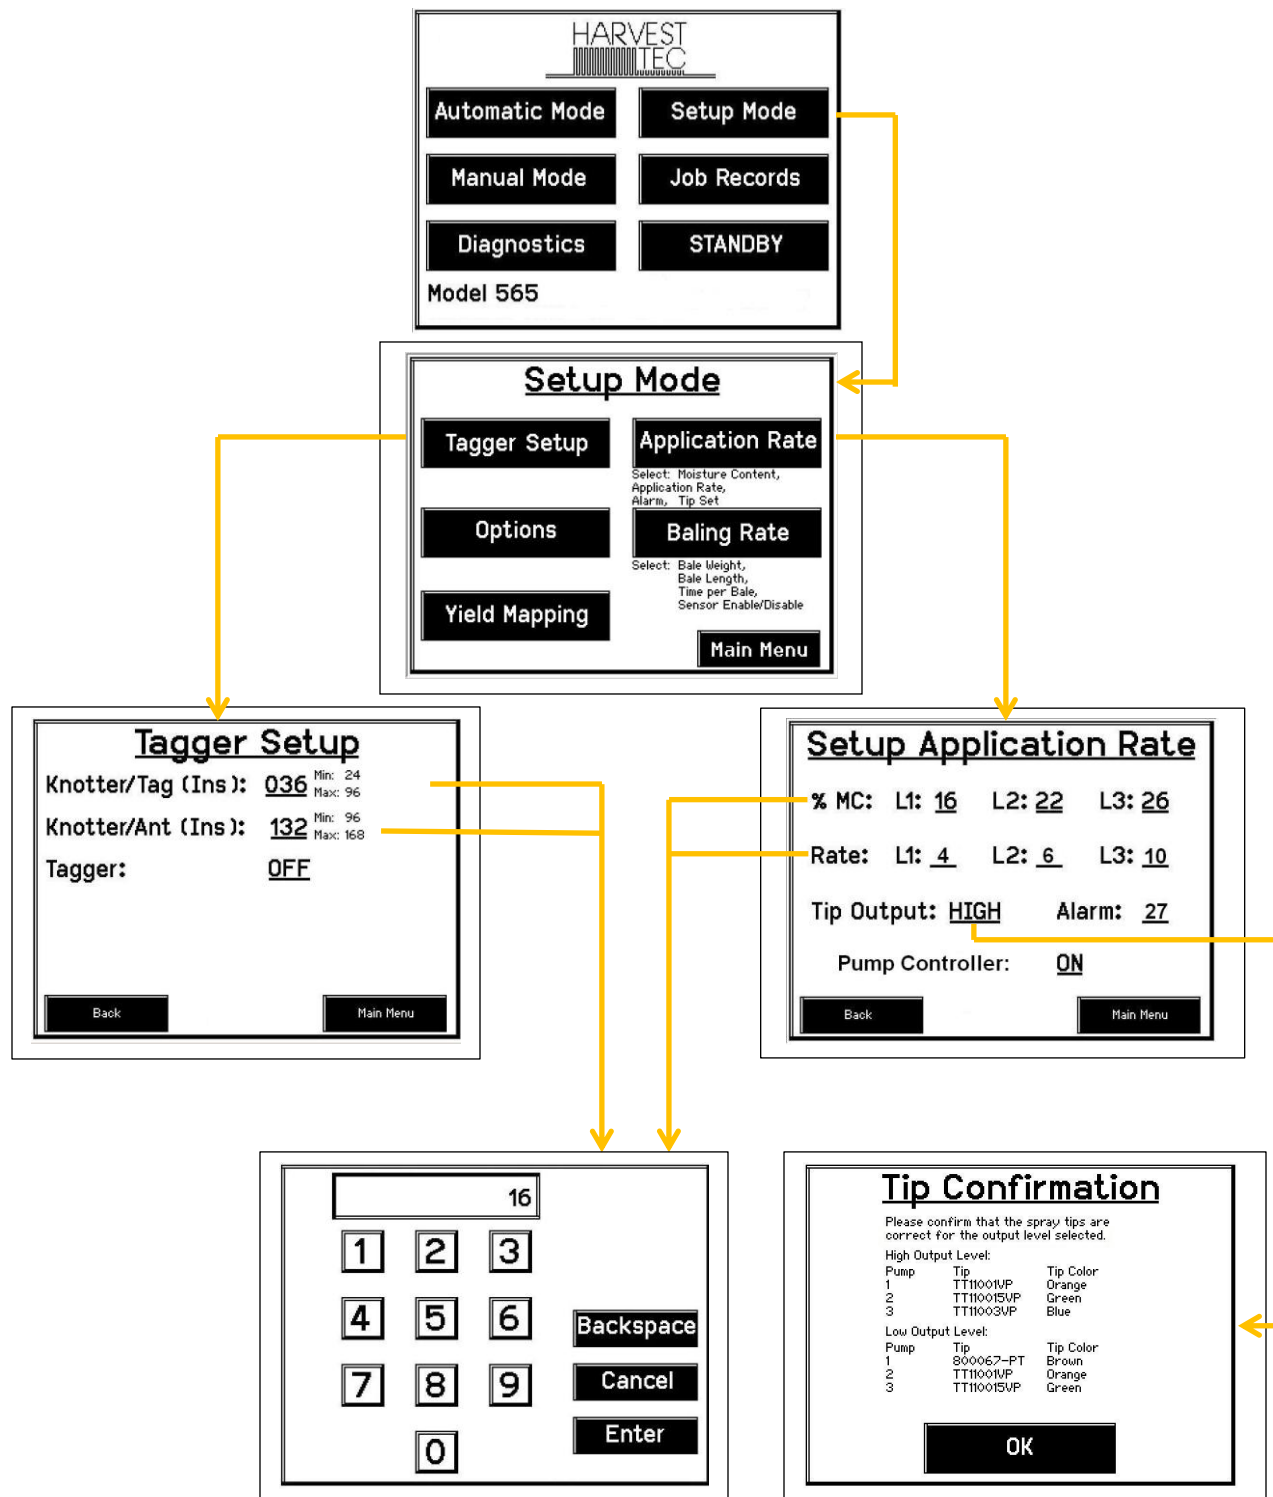 HARVEST
TEC
Automatic Mode
Setup Mode
Manual Mode
Job Records
Diagnostics
STANDBY
Model 565
Setup Mode
Tagger Setup
Application Rate
Select: Moisture Content,
Application Rate,
Alarm, Tip Set
Options
Baling Rate
Select: Bale Weight,
Bale Length,
Time per Bale,
Sensor Enable/Disable
Yield Mapping
Main Menu
Tagger Setup
Knotter/Tag (Ins): 036 Min: 24
Max: 96
Knotter/Ant (Ins): 132 Min: 96
Max: 168
Tagger: OFF
Back
Main Menu
Setup Application Rate
% MC: L1: 16 L2: 22 L3: 26
Rate: L1: 4 L2: 6 L3: 10
Tip Output: HIGH Alarm: 27
Pump Controller: ON
Back
Main Menu
16
1 2 3
4 5 6
7 8 9
0
Backspace
Cancel
Enter
Tip Confirmation
Please confirm that the spray tips are
correct for the output level selected.
High Output Level:
Pump Tip Tip Color
1 TT11001VP Orange
2 TT110015VP Green
3 TT11003VP Blue
Low Output Level:
Pump Tip Tip Color
1 800067-PT Brown
2 TT11001VP Orange
3 TT110015VP Green
OK